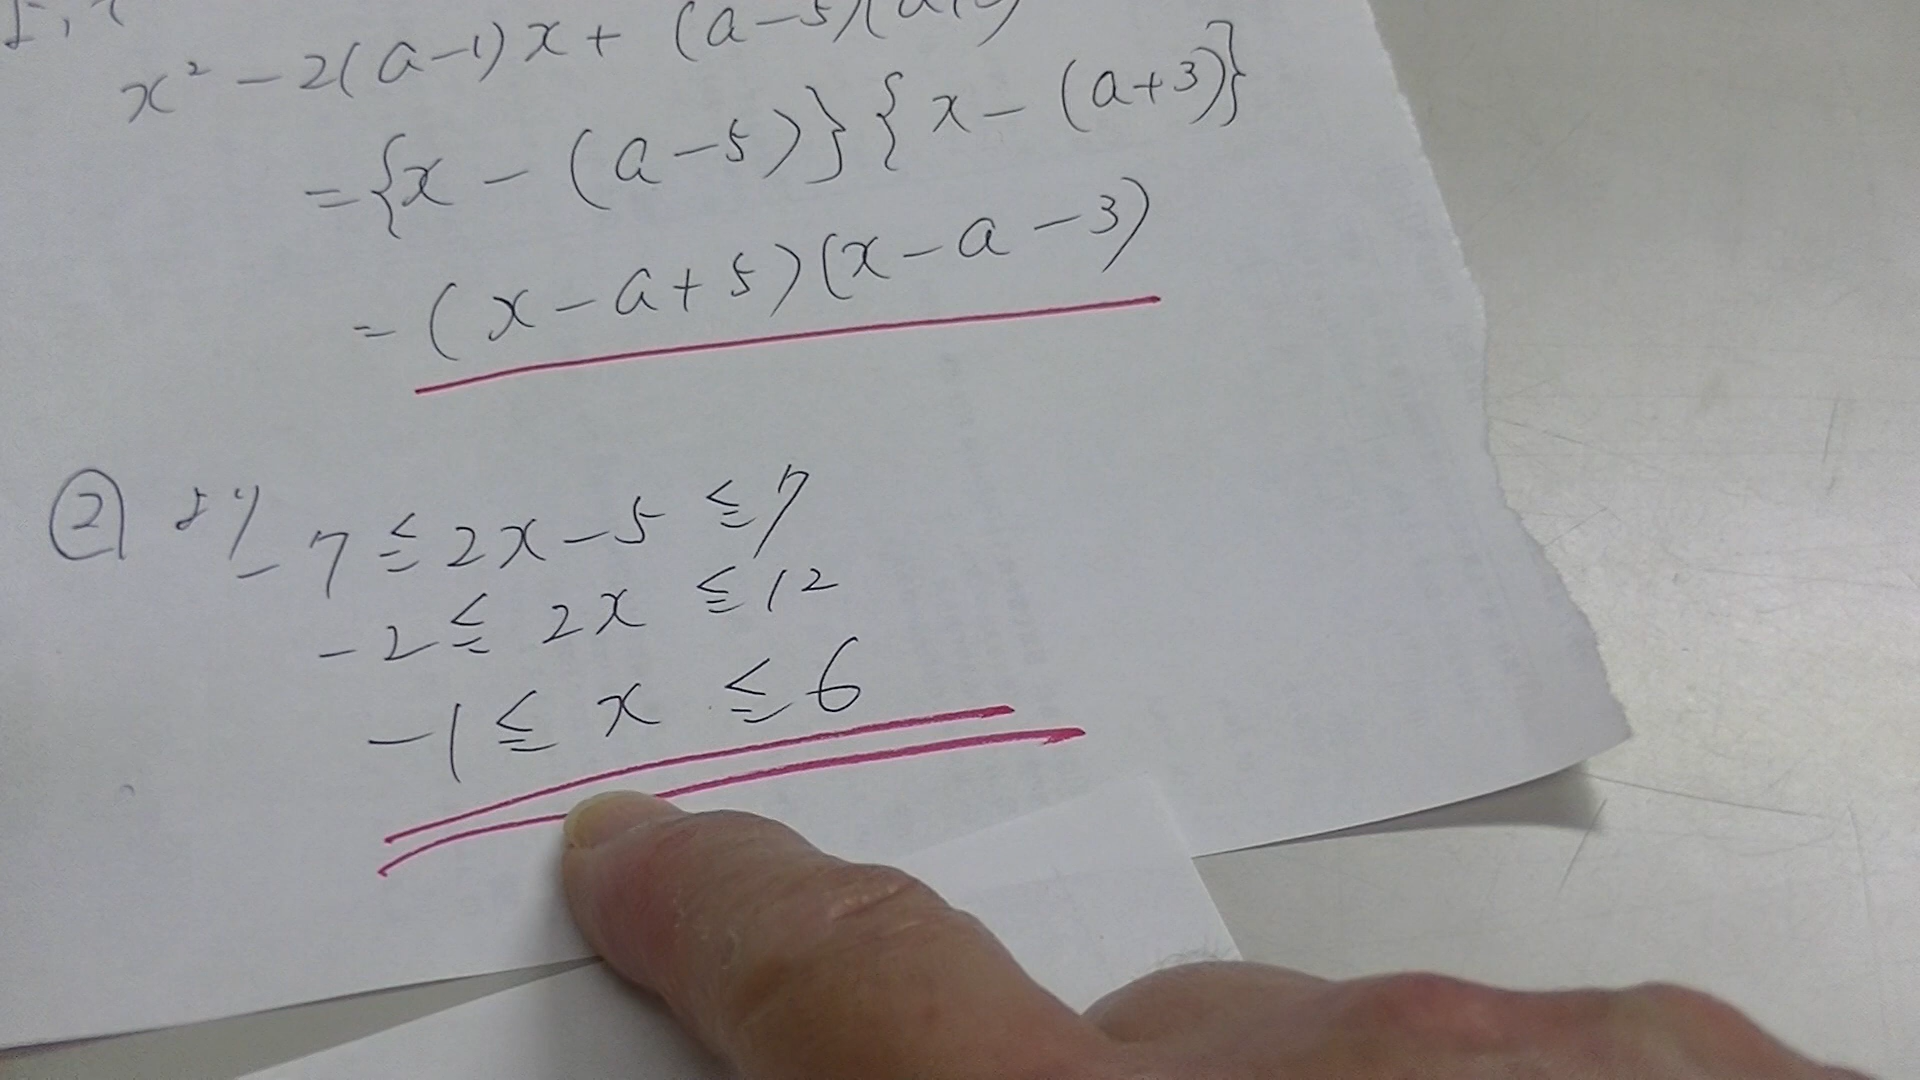 x² - 2(a-1)x + (a-5)(a+3)
= {x - (a-5)}{x - (a+3)}
= (x-a+5)(x-a-3)
② より
-7 ≦ 2x-5 ≦ 7
-2 ≦ 2x ≦ 12
-1 ≦ x ≦ 6